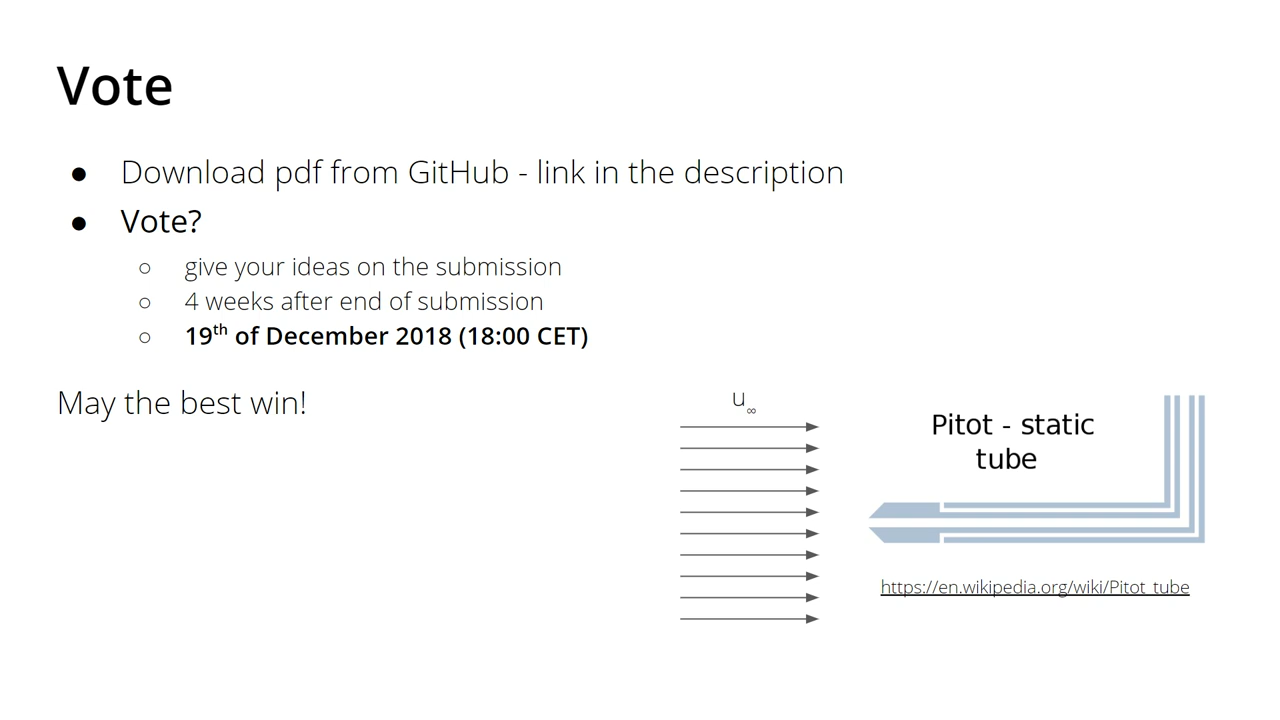 Vote
● Download pdf from GitHub - link in the description
● Vote?
○ give your ideas on the submission
○ 4 weeks after end of submission
○ 19th of December 2018 (18:00 CET)
May the best win!
u∞
Pitot - static
tube
https://en.wikipedia.org/wiki/Pitot_tube